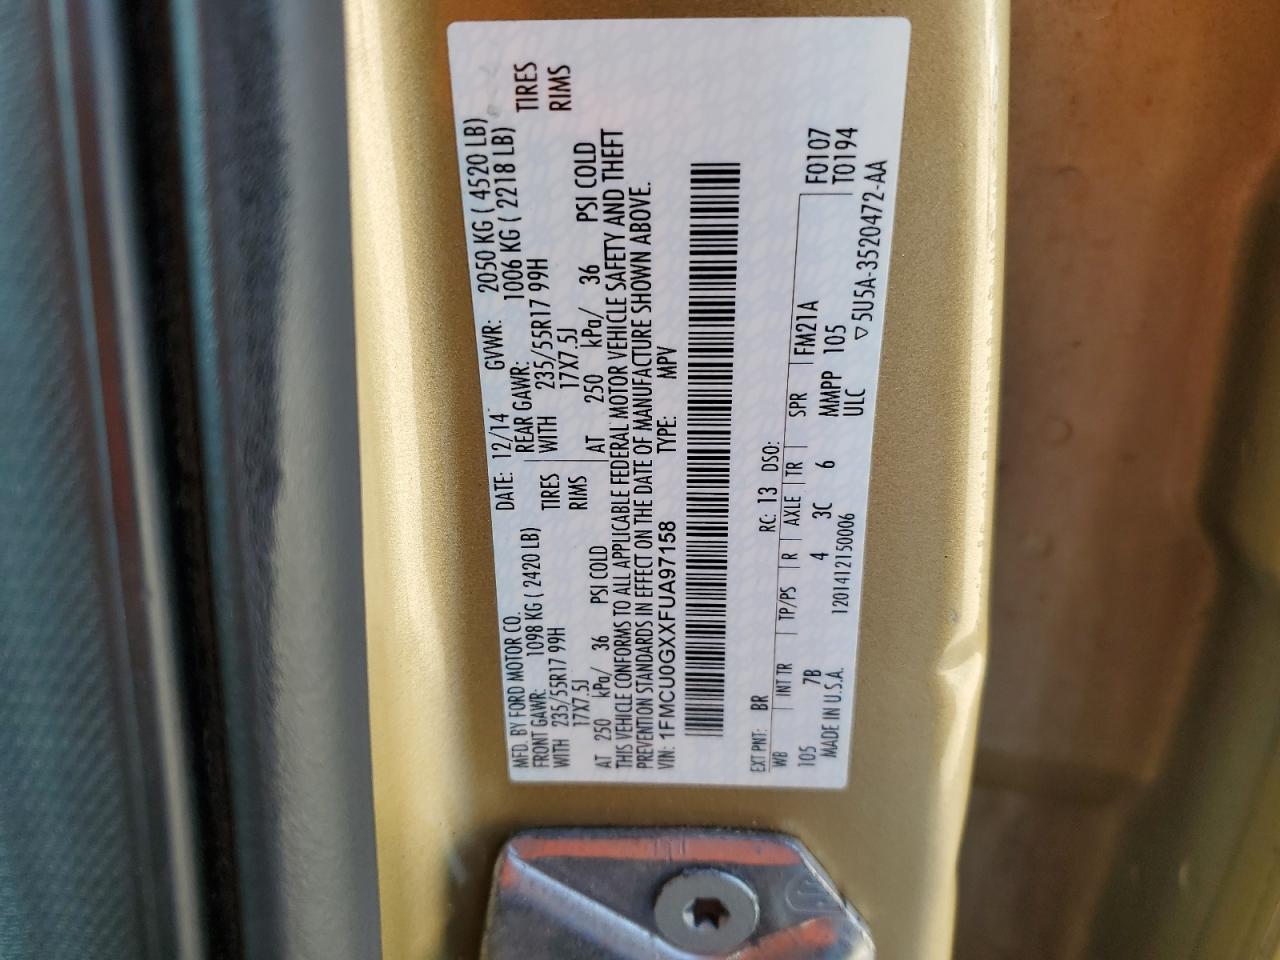 MFD. BY FORD MOTOR CO.
DATE: 12/14 GVWR: 2050 KG ( 4520 LB)
FRONT GAWR: 1098 KG ( 2420 LB) REAR GAWR: 1006 KG ( 2218 LB)
WITH 235/55R17 99H TIRES WITH 235/55R17 99H TIRES
17X7.5J RIMS 17X7.5J RIMS
AT 250 kPa/ 36 PSI COLD AT 250 kPa/ 36 PSI COLD
THIS VEHICLE CONFORMS TO ALL APPLICABLE FEDERAL MOTOR VEHICLE SAFETY AND THEFT
PREVENTION STANDARDS IN EFFECT ON THE DATE OF MANUFACTURE SHOWN ABOVE.
VIN: 1FMCU0GXXFUA97158 TYPE: MPV
EXT PNT: BR RC: 13 DSO:
WB INT TR TP/PS R AXLE TR SPR FM21A F0107
105 7B 4 3C 6 MMPP 105 T0194
MADE IN U.S.A. 120141215006 ULC ▽ 5U5A-3520472-AA